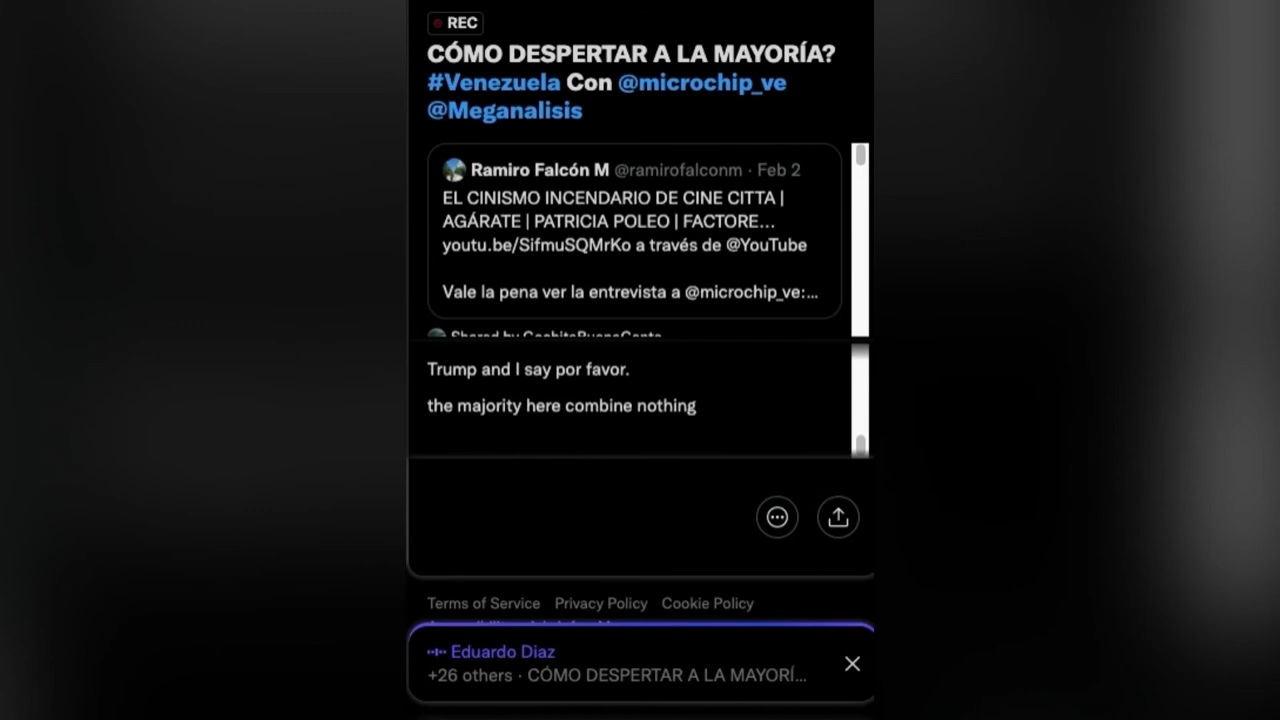 REC
CÓMO DESPERTAR A LA MAYORÍA?
#Venezuela Con @microchip_ve
@Meganalisis
Ramiro Falcón M @ramirofalconm · Feb 2
EL CINISMO INCENDARIO DE CINE CITTA |
AGÁRATE | PATRICIA POLEO | FACTORE...
youtu.be/SifmuSQMrKo a través de @YouTube
Vale la pena ver la entrevista a @microchip_ve:...
Shared by
Trump and I say por favor.
the majority here combine nothing
Terms of Service Privacy Policy Cookie Policy
Eduardo Diaz
+26 others · CÓMO DESPERTAR A LA MAYORÍ...